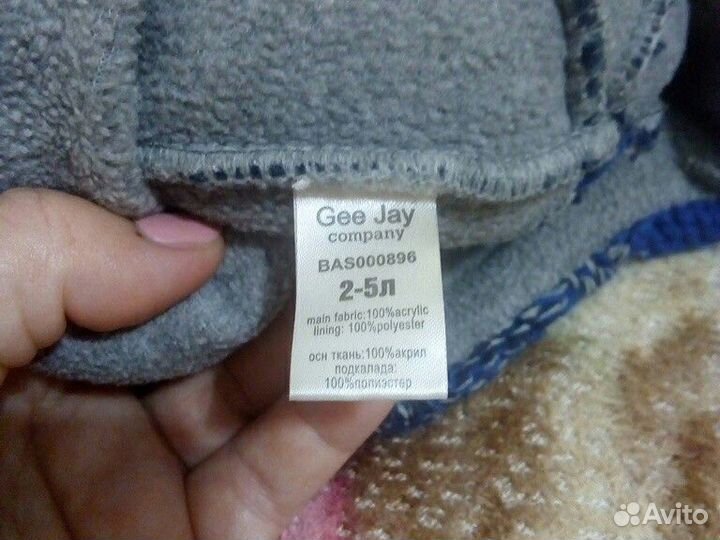 Gee Jay
company
BAS000896
2-5л
main fabric:100%acrylic
lining: 100%polyester
осн ткань:100%акрил
подкалада:
100%полиэстер
Avito